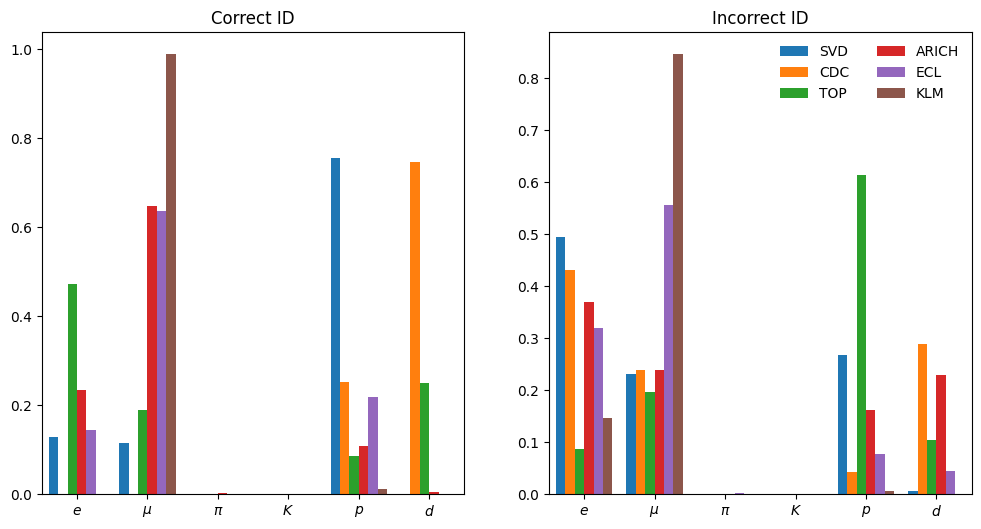 Correct ID
1.0
0.8
0.6
0.4
0.2
0.0
e μ π K p d
Incorrect ID
SVD ARICH
CDC ECL
TOP KLM
0.8
0.7
0.6
0.5
0.4
0.3
0.2
0.1
0.0
e μ π K p d